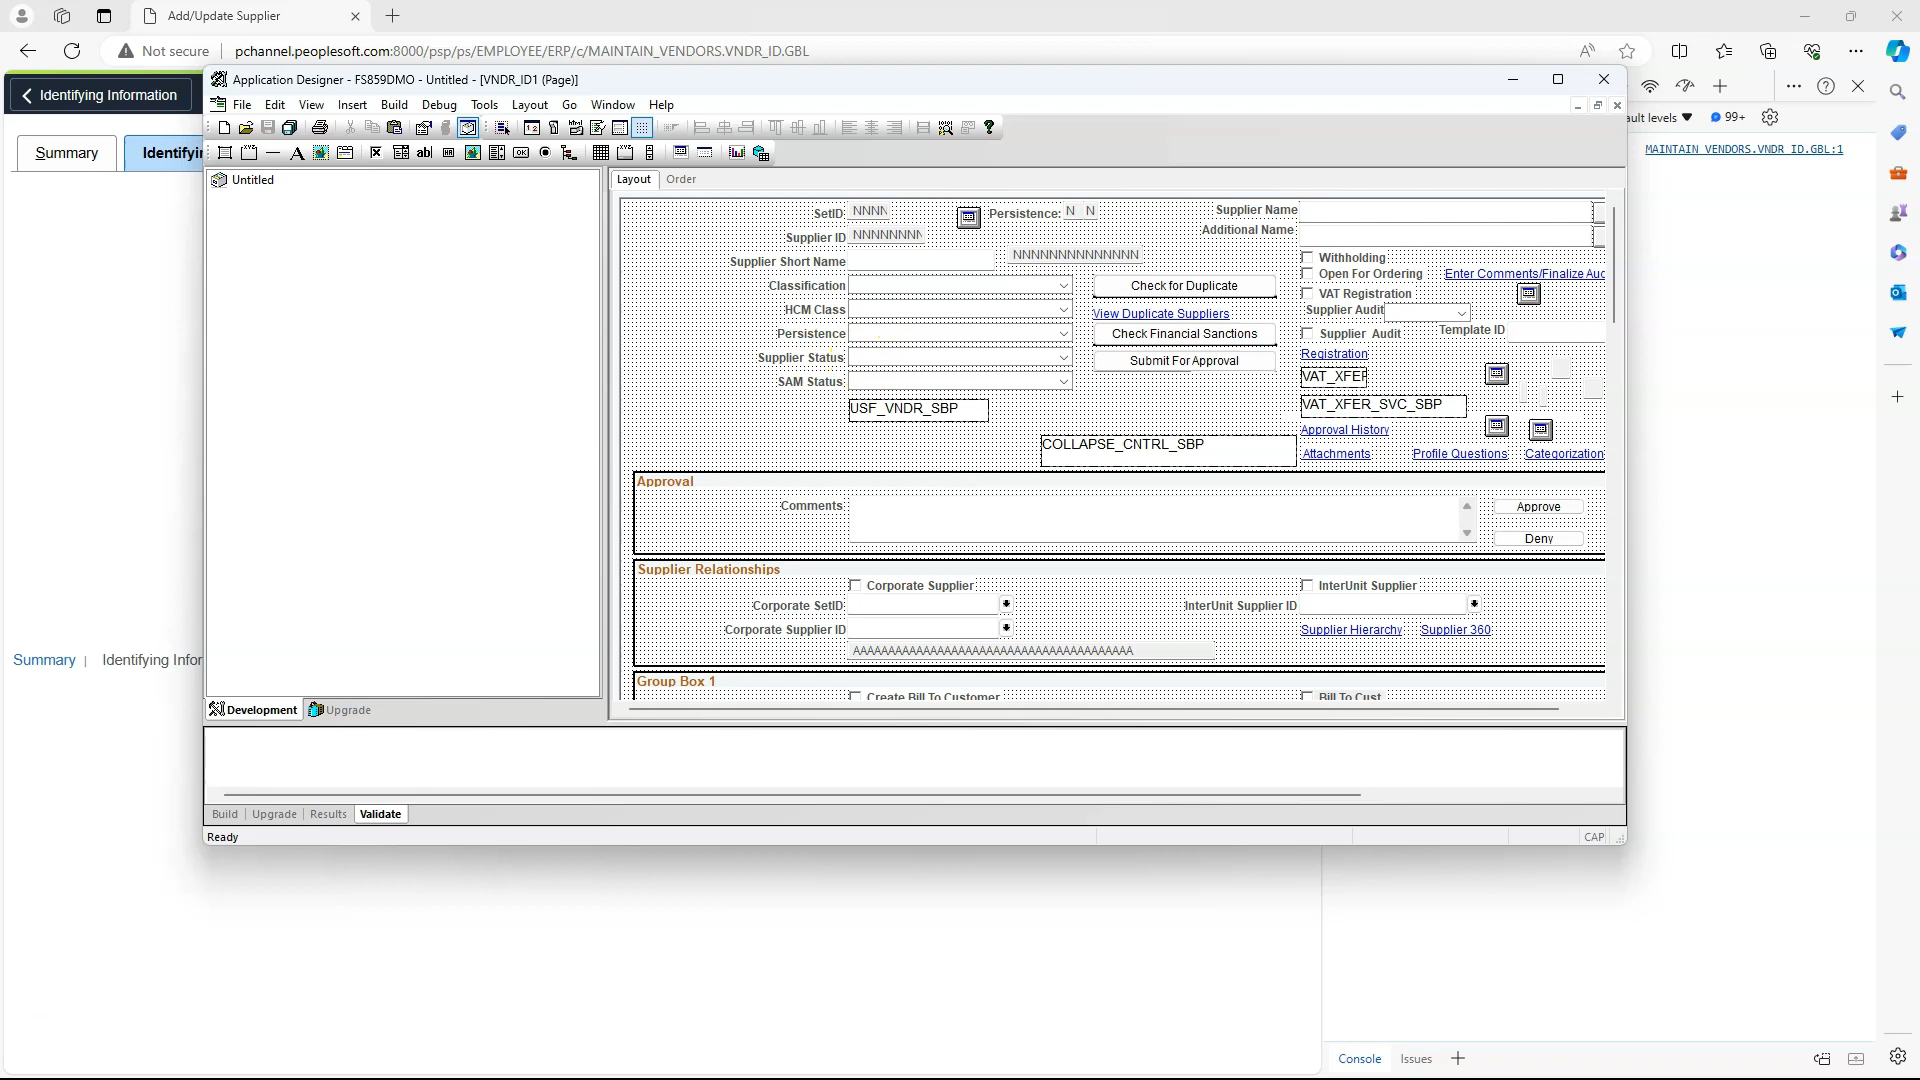 Add/Update Supplier
Not secure
pchannel.peoplesoft.com:8000/psp/ps/EMPLOYEE/ERP/c/MAINTAIN_VENDORS.VNDR_ID.GBL
Application Designer - FS859DMO - Untitled - [VNDR_ID1 (Page)]
Identifying Information
File Edit View Insert Build Debug Tools Layout Go Window Help
ault levels 99+
Summary Identifyi
MAINTAIN_VENDORS.VNDR_ID.GBL:1
Untitled
Layout Order
SetID NNNN Persistence: N N Supplier Name
Supplier ID NNNNNNNN Additional Name
Supplier Short Name NNNNNNNNNNNNNN Withholding
Open For Ordering Enter Comments/Finalize Aud
Classification Check for Duplicate VAT Registration
HCM Class View Duplicate Suppliers Supplier Audit
Persistence Check Financial Sanctions Supplier Audit Template ID
Supplier Status Submit For Approval Registration
SAM Status VAT_XFER
USF_VNDR_SBP VAT_XFER_SVC_SBP
Approval History
COLLAPSE_CNTRL_SBP Attachments Profile Questions Categorization
Approval
Comments Approve
Deny
Supplier Relationships
Corporate Supplier InterUnit Supplier
Corporate SetID InterUnit Supplier ID
Corporate Supplier ID Supplier Hierarchy Supplier 360
AAAAAAAAAAAAAAAAAAAAAAAAAAAAAAAAAAAAAAAA
Group Box 1
Create Bill To Customer Bill To Cust
Summary | Identifying Infor
Development Upgrade
Build Upgrade Results Validate
Ready CAP
Console Issues